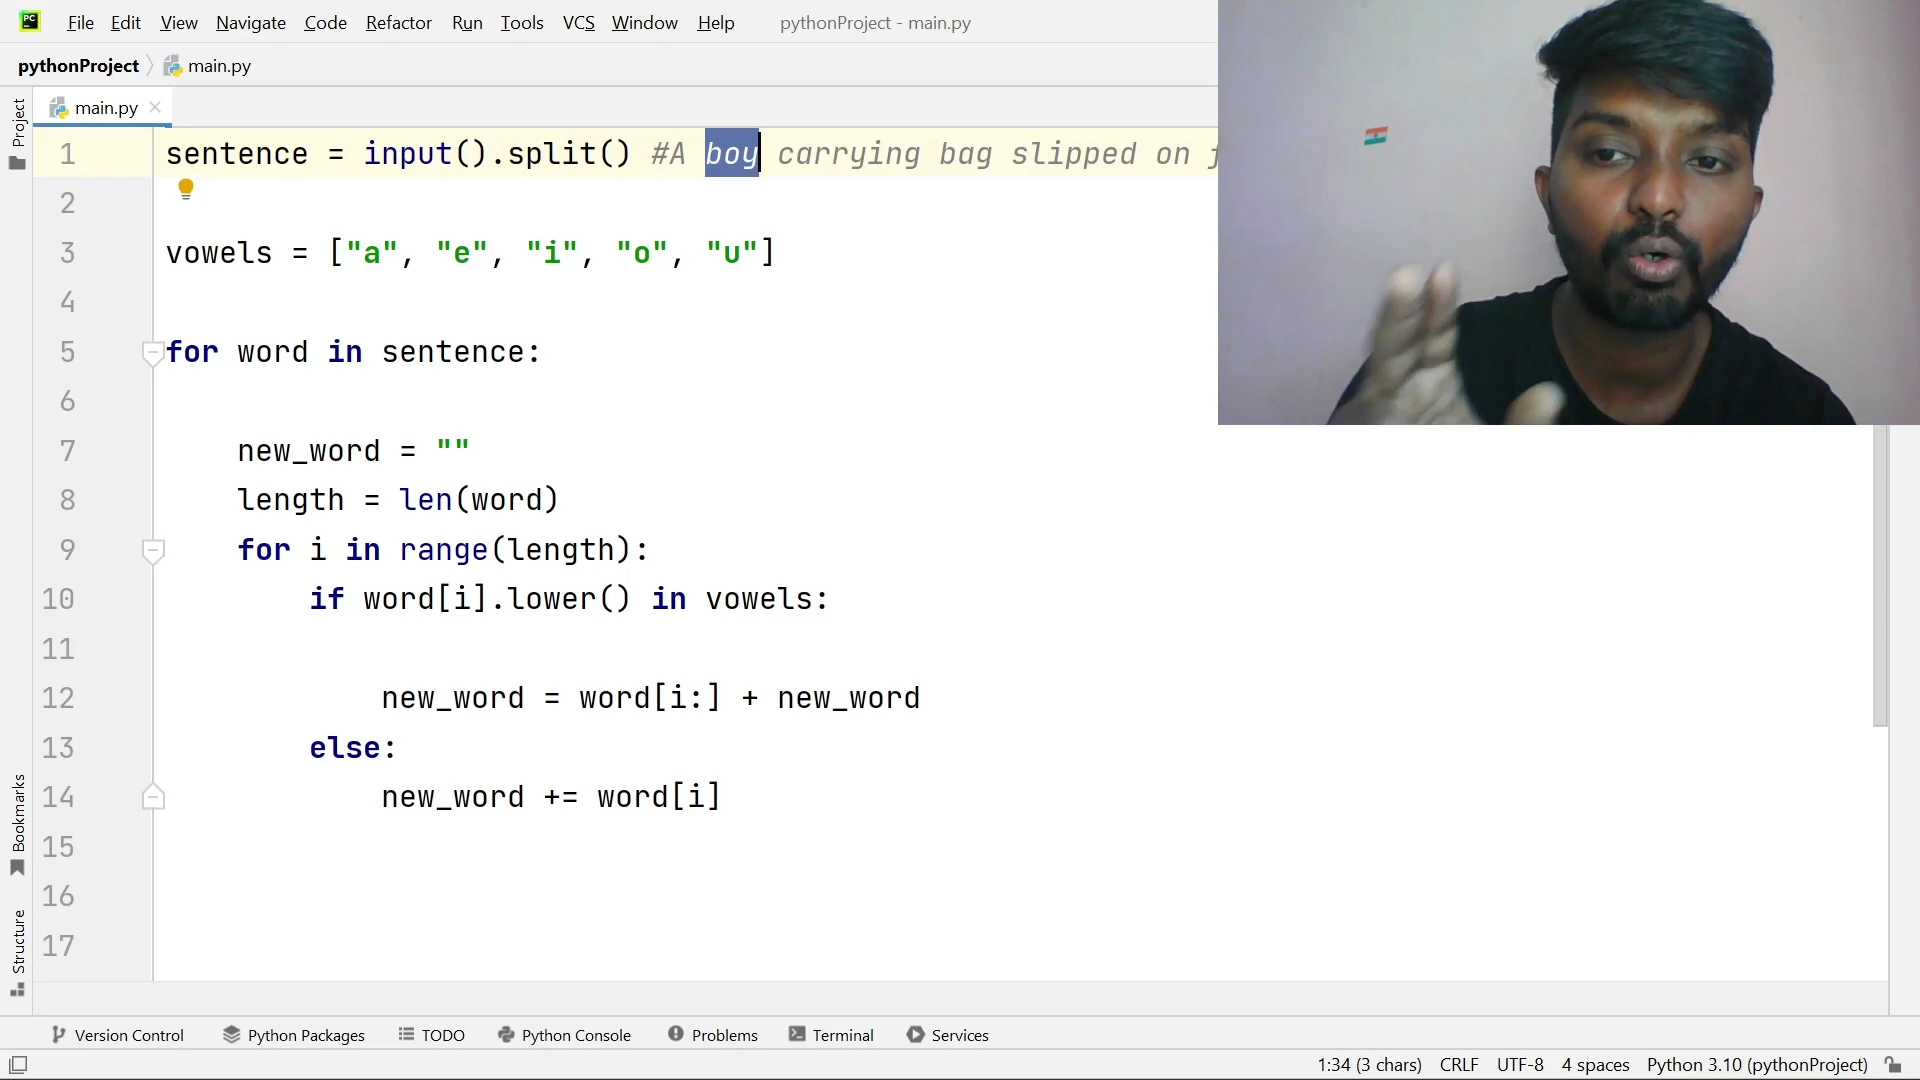 PC File Edit View Navigate Code Refactor Run Tools VCS Window Help pythonProject - main.py
pythonProject main.py
Project
main.py
1 sentence = input().split() #A boy carrying bag slipped on
2
3 vowels = ["a", "e", "i", "o", "u"]
4
5 for word in sentence:
6
7 new_word = ""
8 length = len(word)
9 for i in range(length):
10 if word[i].lower() in vowels:
11
12 new_word = word[i:] + new_word
13 else:
14 new_word += word[i]
15
16
17
Bookmarks
Structure
Version Control Python Packages TODO Python Console Problems Terminal Services
1:34 (3 chars) CRLF UTF-8 4 spaces Python 3.10 (pythonProject)